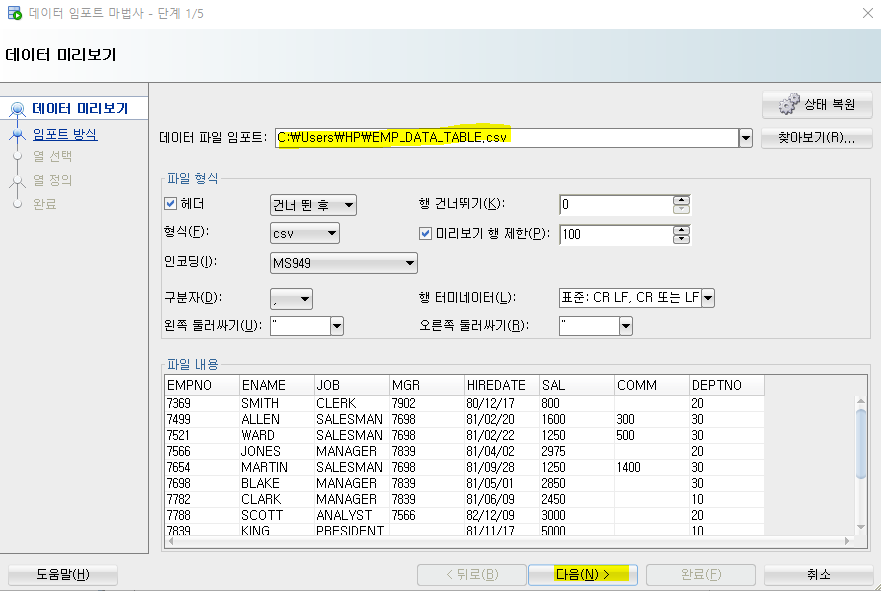 데이터 임포트 마법사 - 단계 1/5
데이터 미리보기
데이터 미리보기
임포트 방식
열 선택
열 정의
완료
상태 복원
데이터 파일 임포트: C:₩Users₩HP₩EMP_DATA_TABLE.csv 찾아보기(R)...
파일 형식
헤더 건너 뛴 후 행 건너뛰기(K): 0
형식(F): csv 미리보기 행 제한(P): 100
인코딩(I): MS949
구분자(D): , 행 터미네이터(L): 표준: CR LF, CR 또는 LF
왼쪽 둘러싸기(U): " 오른쪽 둘러싸기(R): "
파일 내용
EMPNO ENAME JOB MGR HIREDATE SAL COMM DEPTNO
7369 SMITH CLERK 7902 80/12/17 800 20
7499 ALLEN SALESMAN 7698 81/02/20 1600 300 30
7521 WARD SALESMAN 7698 81/02/22 1250 500 30
7566 JONES MANAGER 7839 81/04/02 2975 20
7654 MARTIN SALESMAN 7698 81/09/28 1250 1400 30
7698 BLAKE MANAGER 7839 81/05/01 2850 30
7782 CLARK MANAGER 7839 81/06/09 2450 10
7788 SCOTT ANALYST 7566 82/12/09 3000 20
7839 KING PRESIDENT 81/11/17 5000 10
도움말(H) < 뒤로(B) 다음(N) > 완료(F) 취소